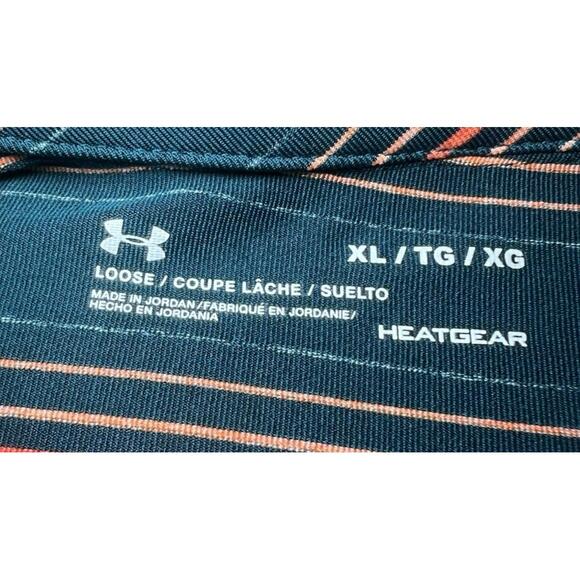 XL / TG / XG
LOOSE / COUPE LÂCHE / SUELTO
MADE IN JORDAN / FABRIQUÉ EN JORDANIE /
HECHO EN JORDANIA
HEATGEAR